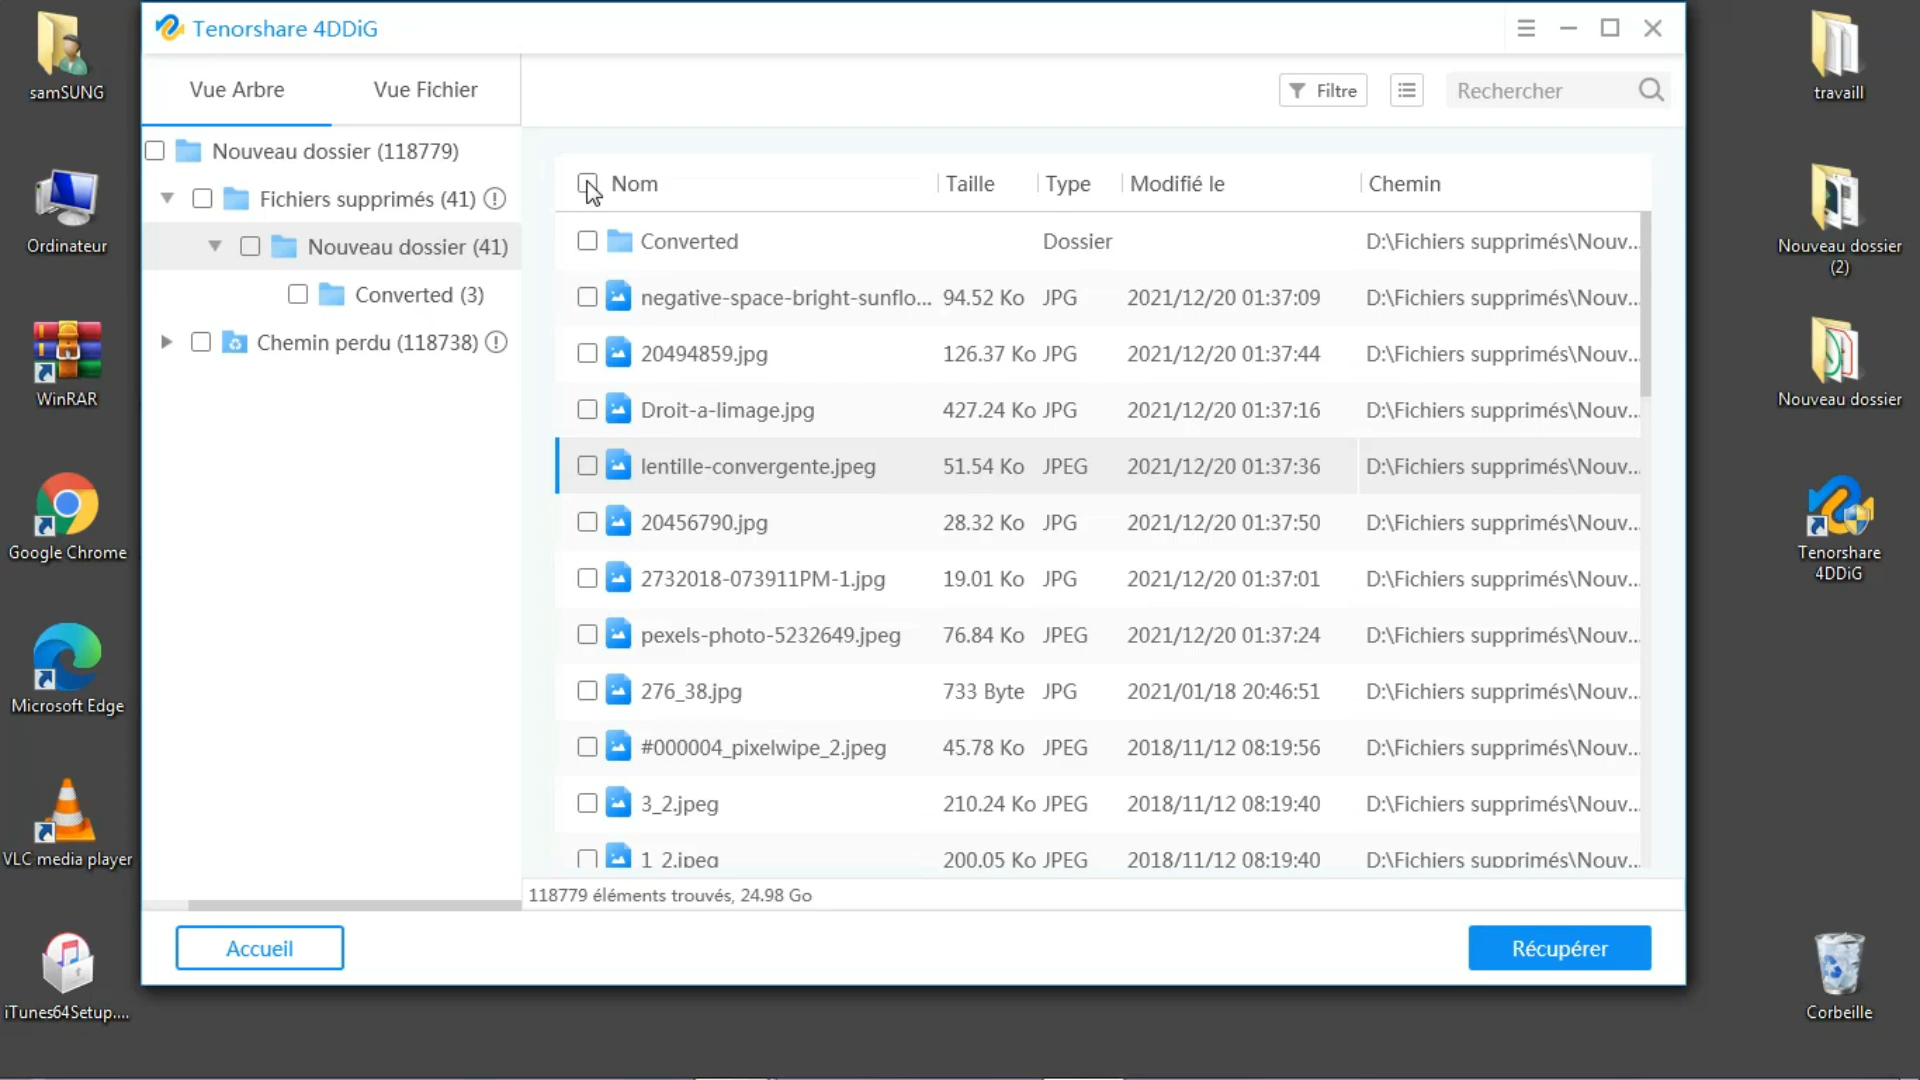 Tenorshare 4DDiG
Vue Arbre
Vue Fichier
Filtre
Rechercher
Nouveau dossier (118779)
Fichiers supprimés (41)
Nouveau dossier (41)
Converted (3)
Chemin perdu (118738)
Nom
Taille
Type
Modifié le
Chemin
Converted Dossier D:\Fichiers supprimés\Nouv...
negative-space-bright-sunflo... 94.52 Ko JPG 2021/12/20 01:37:09 D:\Fichiers supprimés\Nouv...
20494859.jpg 126.37 Ko JPG 2021/12/20 01:37:44 D:\Fichiers supprimés\Nouv...
Droit-a-limage.jpg 427.24 Ko JPG 2021/12/20 01:37:16 D:\Fichiers supprimés\Nouv...
lentille-convergente.jpeg 51.54 Ko JPEG 2021/12/20 01:37:36 D:\Fichiers supprimés\Nouv...
20456790.jpg 28.32 Ko JPG 2021/12/20 01:37:50 D:\Fichiers supprimés\Nouv...
2732018-073911PM-1.jpg 19.01 Ko JPG 2021/12/20 01:37:01 D:\Fichiers supprimés\Nouv...
pexels-photo-5232649.jpeg 76.84 Ko JPEG 2021/12/20 01:37:24 D:\Fichiers supprimés\Nouv...
276_38.jpg 733 Byte JPG 2021/01/18 20:46:51 D:\Fichiers supprimés\Nouv...
#000004_pixelwipe_2.jpeg 45.78 Ko JPEG 2018/11/12 08:19:56 D:\Fichiers supprimés\Nouv...
3_2.jpeg 210.24 Ko JPEG 2018/11/12 08:19:40 D:\Fichiers supprimés\Nouv...
1_2.jpeg 200.05 Ko JPEG 2018/11/12 08:19:40 D:\Fichiers supprimés\Nouv...
118779 éléments trouvés, 24.98 Go
Accueil
Récupérer
samSUNG
Ordinateur
WinRAR
Google Chrome
Microsoft Edge
VLC media player
iTunes64Setup....
travaill
Nouveau dossier
(2)
Nouveau dossier
Tenorshare
4DDiG
Corbeille